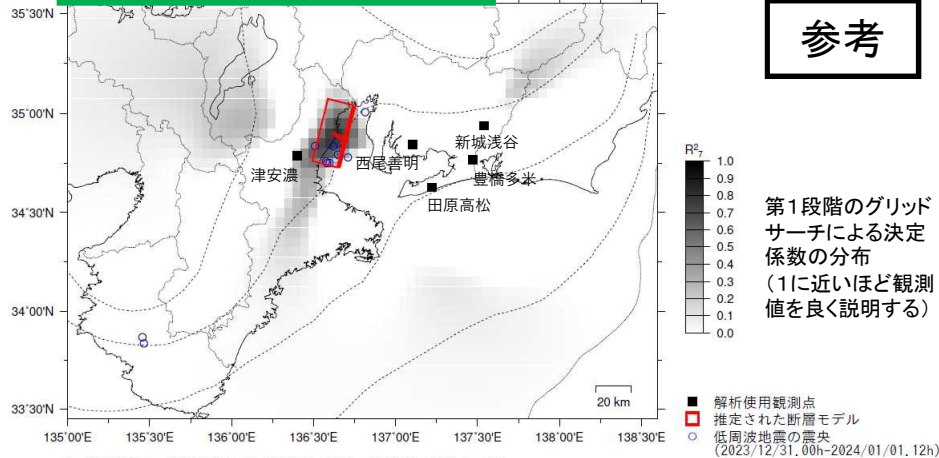 参考
35°30'N
35°00'N
34°30'N
34°00'N
33°30'N
135°00'E
135°30'E
136°00'E
136°30'E
137°00'E
137°30'E
138°00'E
138°30'E
津安濃
西尾善明
新城浅谷
豊橋多米
田原高松
20 km
R²₇
1.0
0.9
0.8
0.7
0.6
0.5
0.4
0.3
0.2
0.1
0.0
第1段階のグリッド
サーチによる決定
係数の分布
(1に近いほど観測
値を良く説明する)
解析使用観測点
推定された断層モデル
低周波地震の震央
(2023/12/31.00h-2024/01/01.12h)